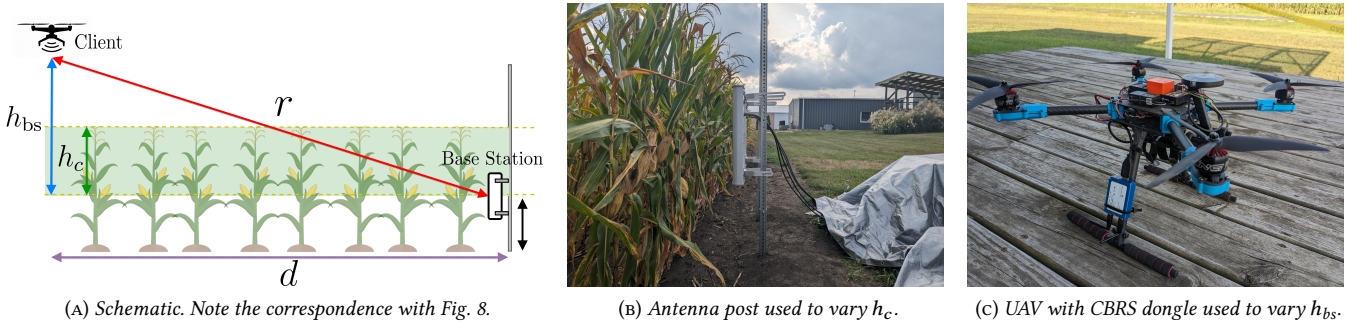 Client
r
h_bs
h_c
Base Station
d
(A) Schematic. Note the correspondence with Fig. 8.
(B) Antenna post used to vary h_c.
(C) UAV with CBRS dongle used to vary h_bs.